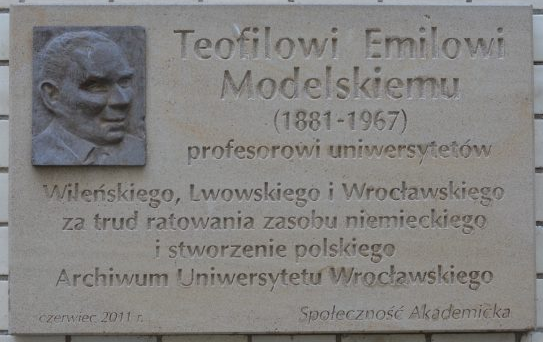 Teofilowi Emilowi
Modelskiemu
(1881-1967)
profesorowi uniwersytetów
Wileńskiego, Lwowskiego i Wrocławskiego
za trud ratowania zasobu niemieckiego
i stworzenie polskiego
Archiwum Uniwersytetu Wrocławskiego
czerwiec 2011 r.
Społeczność Akademicka